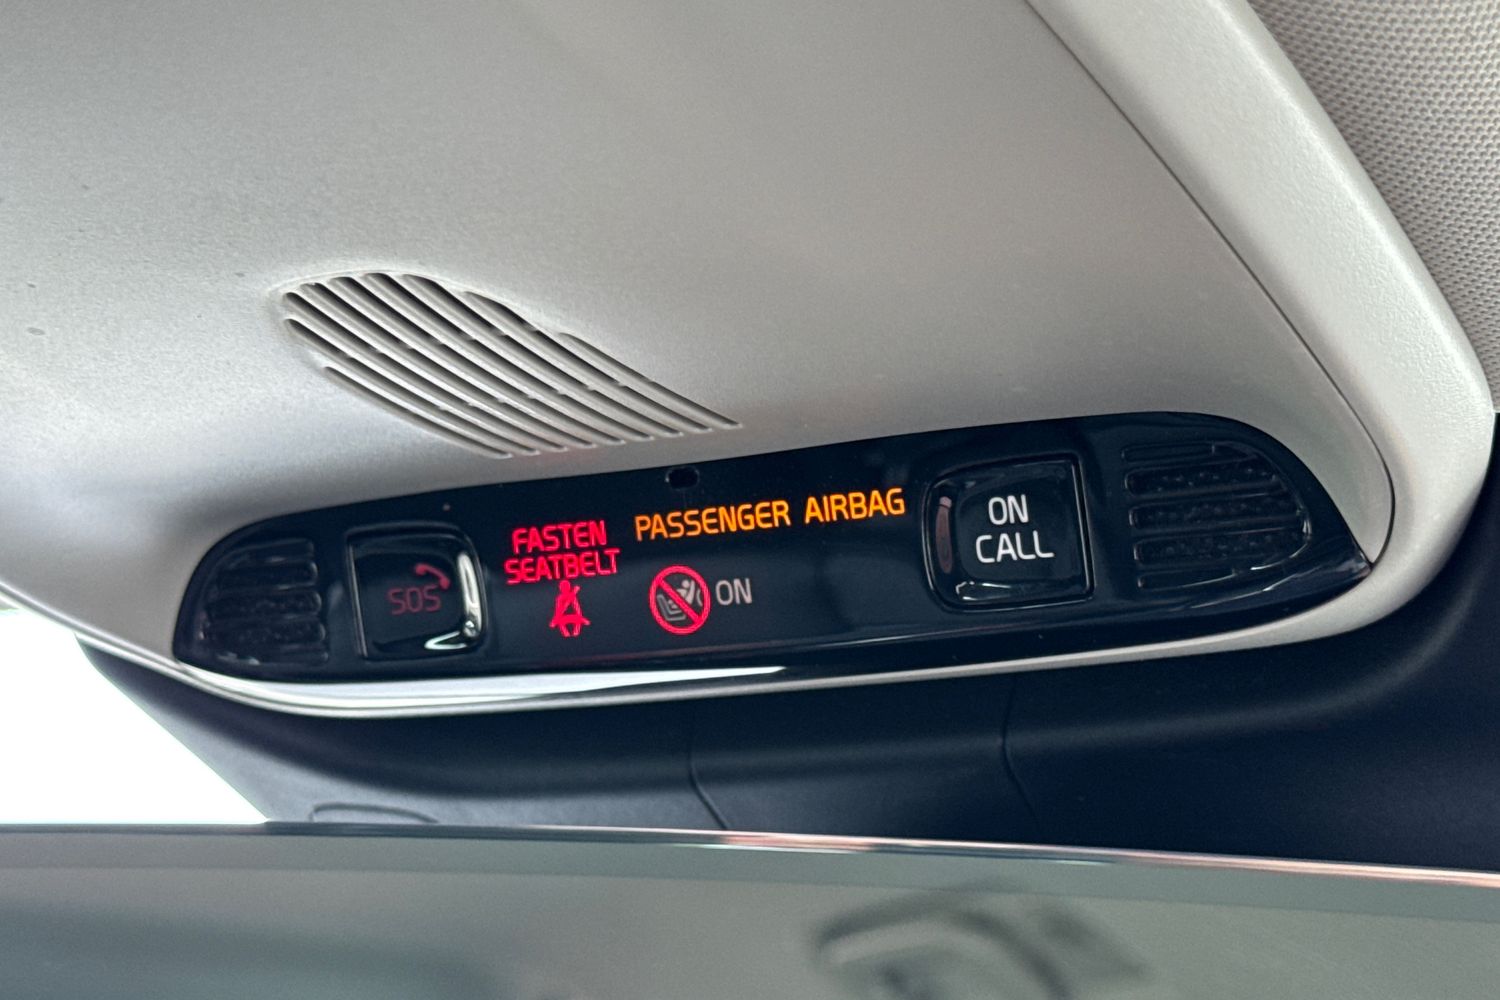 SOS
FASTEN
SEATBELT
PASSENGER AIRBAG
ON
ON
CALL